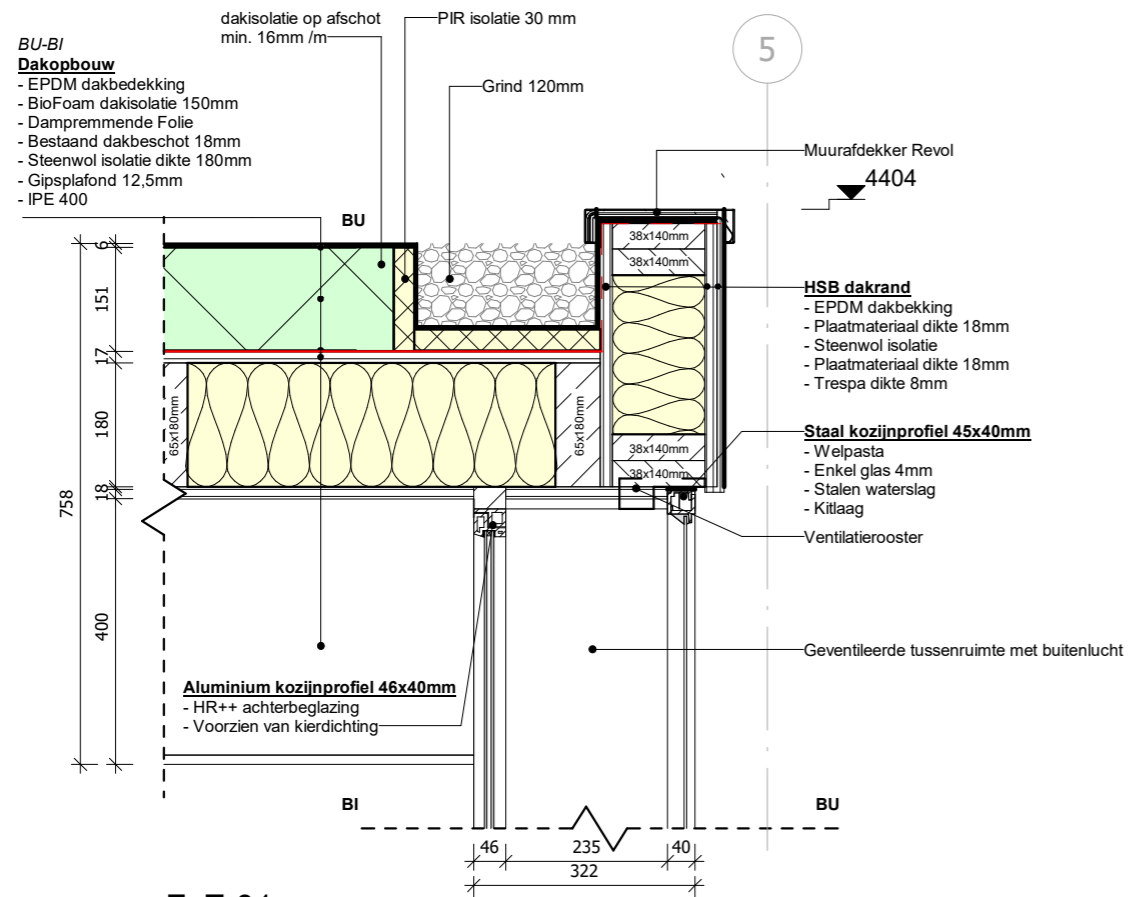 dakisolatie op afschot
min. 16mm /m
PIR isolatie 30 mm
5
BU-BI
Dakopbouw
- EPDM dakbedekking
- BioFoam dakisolatie 150mm
- Dampremmende Folie
- Bestaand dakbeschot 18mm
- Steenwol isolatie dikte 180mm
- Gipsplafond 12,5mm
- IPE 400
Grind 120mm
Muurafdekker Revol
4404
BU
38x140mm
38x140mm
HSB dakrand
- EPDM dakbekking
- Plaatmateriaal dikte 18mm
- Steenwol isolatie
- Plaatmateriaal dikte 18mm
- Trespa dikte 8mm
6
151
17
180
18
400
758
65x180mm
65x180mm
38x140mm
38x140mm
Staal kozijnprofiel 45x40mm
- Welpasta
- Enkel glas 4mm
- Stalen waterslag
- Kitlaag
Ventilatierooster
Geventileerde tussenruimte met buitenlucht
Aluminium kozijnprofiel 46x40mm
- HR++ achterbeglazing
- Voorzien van kierdichting
BI
BU
46
235
40
322